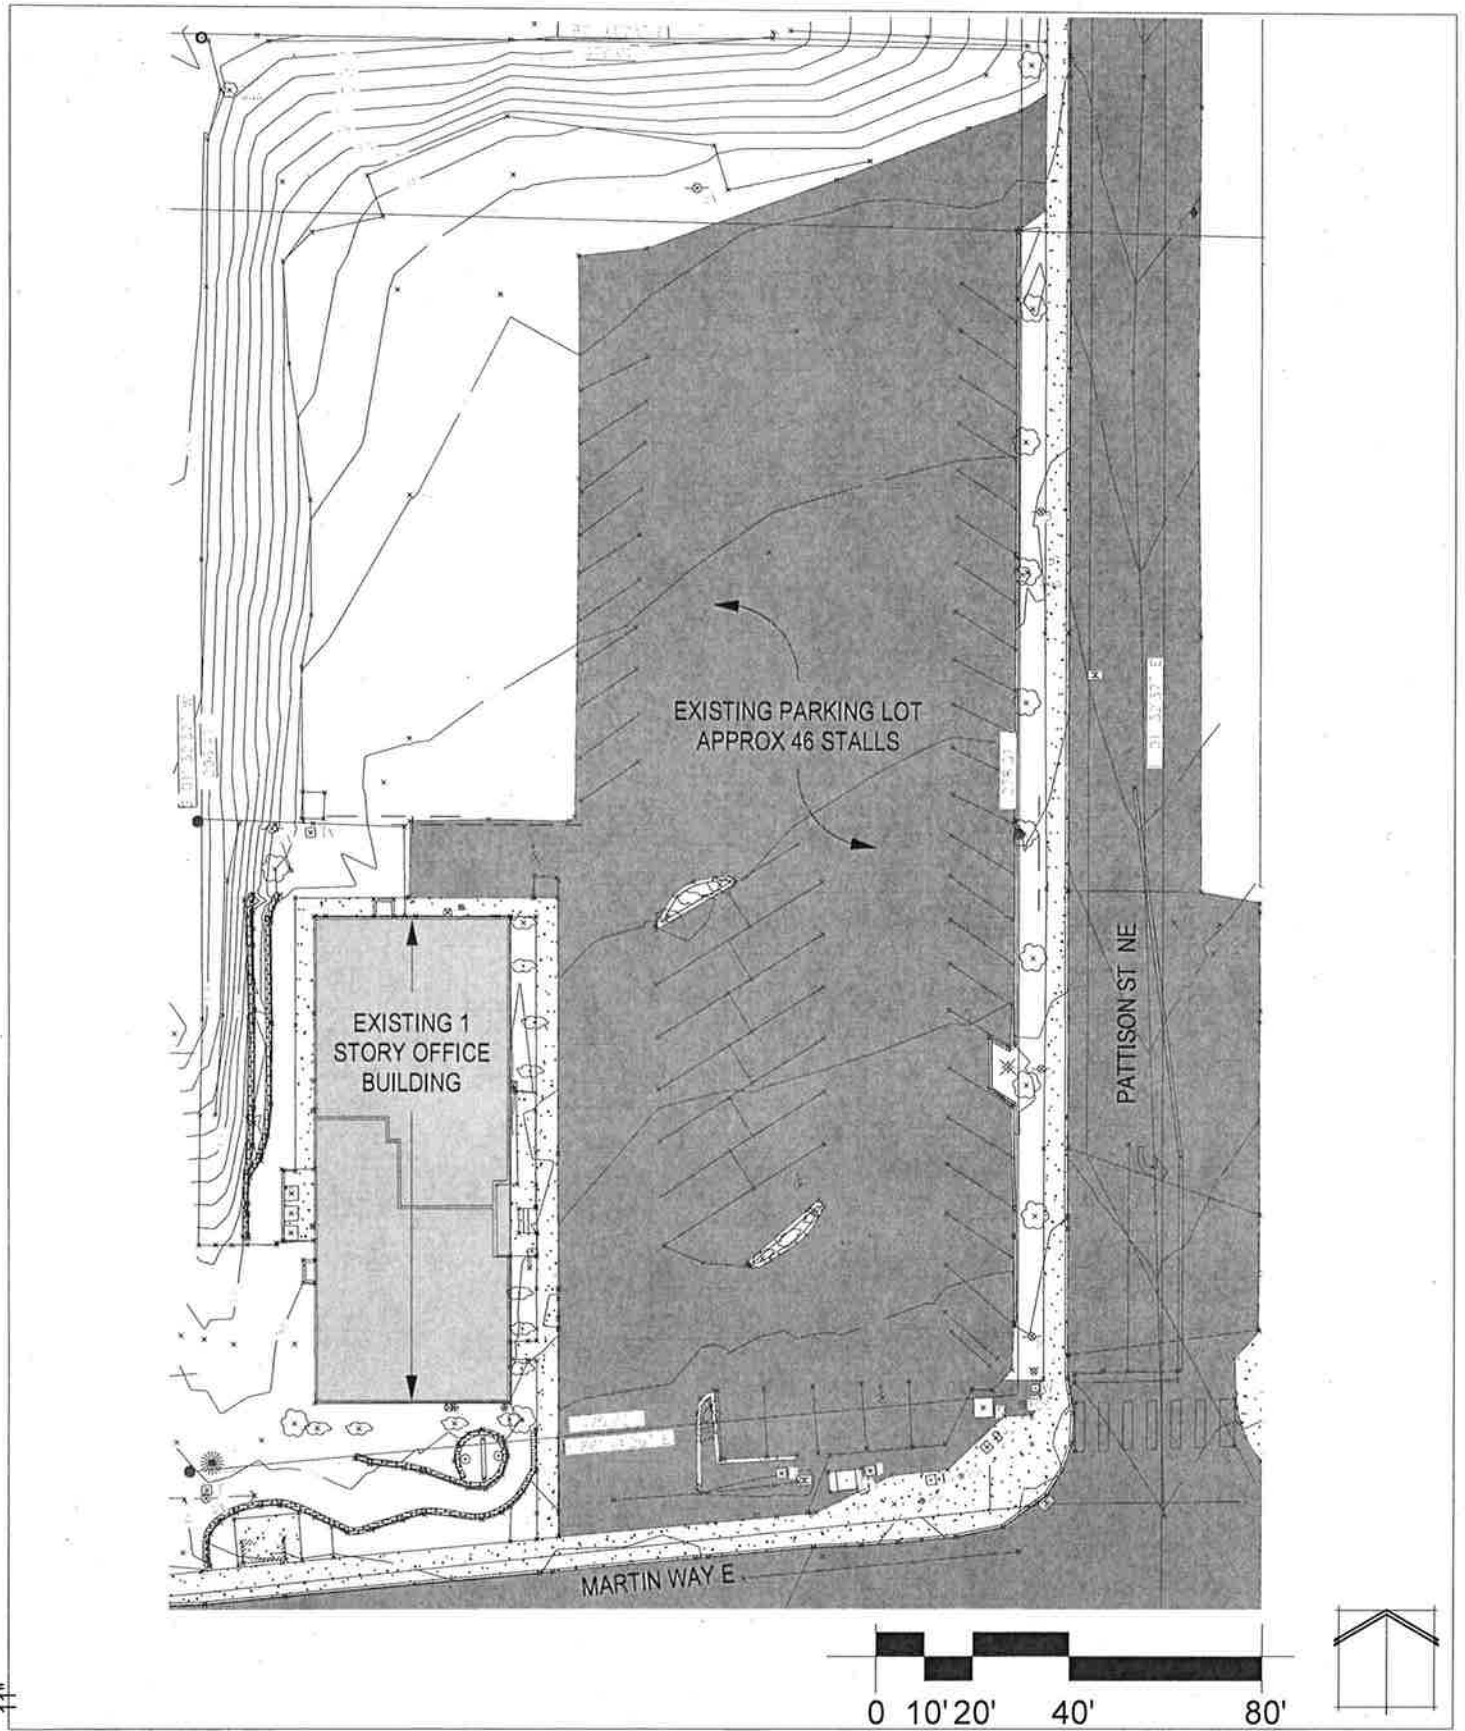 EXISTING PARKING LOT
APPROX 46 STALLS
EXISTING 1
STORY OFFICE
BUILDING
PATTISON ST NE
MARTIN WAY E
0 10' 20' 40' 80'
11"